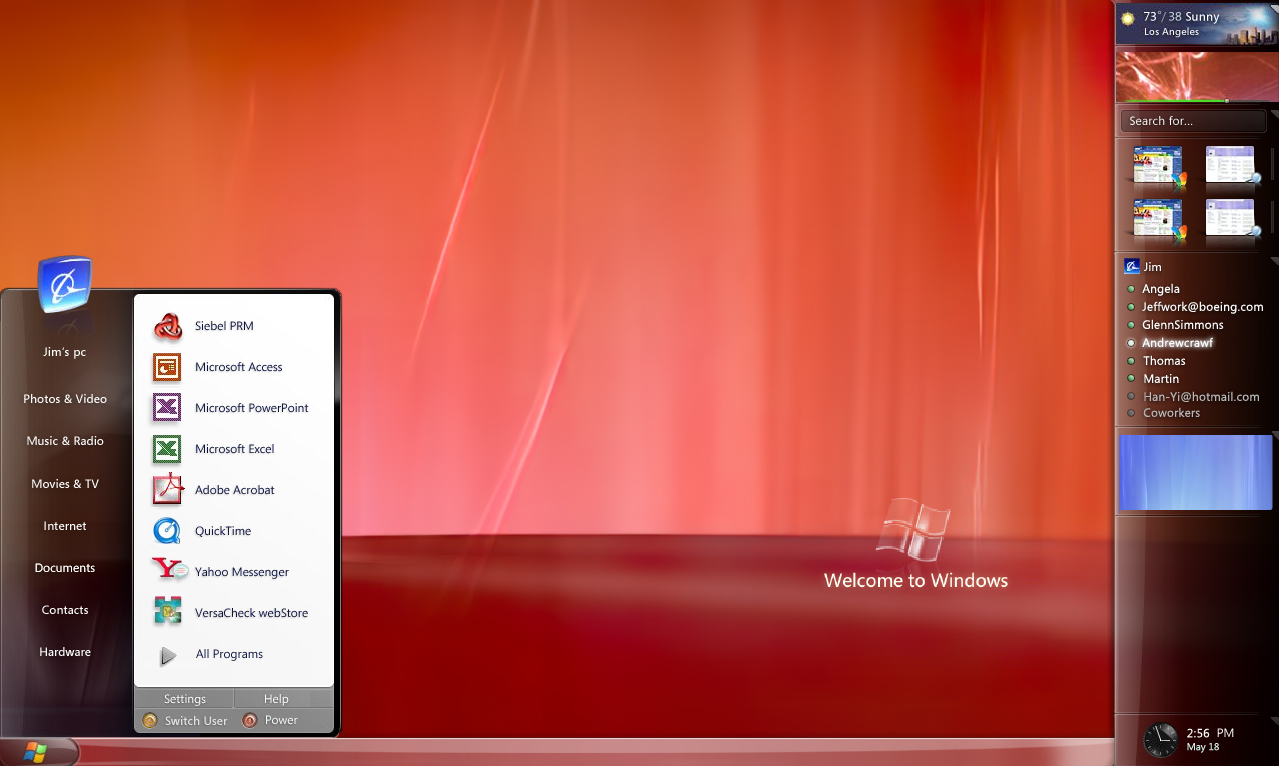 73°/ 38 Sunny
Los Angeles
Search for...
Jim
Angela
Jeffwork@boeing.com
GlennSimmons
Andrewcrawf
Thomas
Martin
Han-Yi@hotmail.com
Coworkers
Jim's pc
Photos & Video
Music & Radio
Movies & TV
Internet
Documents
Contacts
Hardware
Siebel PRM
Microsoft Access
Microsoft PowerPoint
Microsoft Excel
Adobe Acrobat
QuickTime
Yahoo Messenger
VersaCheck webStore
All Programs
Settings
Help
Switch User
Power
Welcome to Windows
2:56 PM
May 18